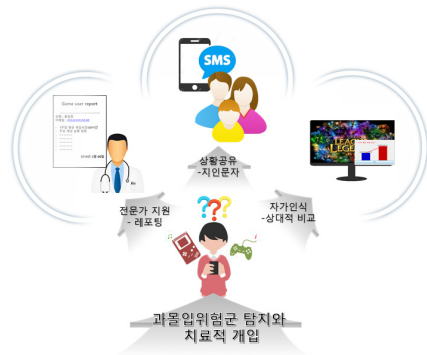 SMS
Game user report
상황공유
-지인문자
LEAGUE
LEGENDS
전문가 지원
- 레포팅
자가인식
-상대적 비교
???
과몰입위험군 탐지와
치료적 개입